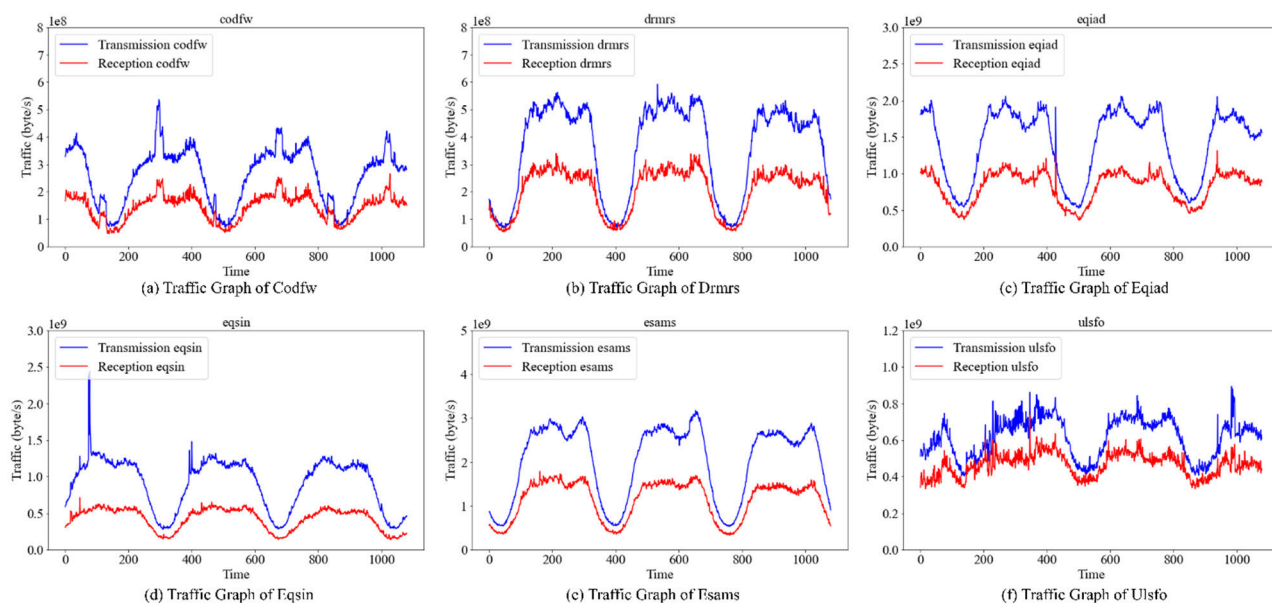 codfw
1e8
Transmission codfw
Reception codfw
Traffic (byte/s)
8
7
6
5
4
3
2
1
0
0 200 400 600 800 1000
Time
(a) Traffic Graph of Codfw
drmrs
1e8
Transmission drmrs
Reception drmrs
Traffic (byte/s)
8
7
6
5
4
3
2
1
0
0 200 400 600 800 1000
Time
(b) Traffic Graph of Drmrs
eqiad
1e9
Transmission eqiad
Reception eqiad
Traffic (byte/s)
3.0
2.5
2.0
1.5
1.0
0.5
0.0
0 200 400 600 800 1000
Time
(c) Traffic Graph of Eqiad
eqsin
1e9
Transmission eqsin
Reception eqsin
Traffic (byte/s)
3.0
2.5
2.0
1.5
1.0
0.5
0.0
0 200 400 600 800 1000
Time
(d) Traffic Graph of Eqsin
esams
1e9
Transmission esams
Reception esams
Traffic (byte/s)
5
4
3
2
1
0
0 200 400 600 800 1000
Time
(e) Traffic Graph of Esams
ulsfo
1e9
Transmission ulsfo
Reception ulsfo
Traffic (byte/s)
1.2
1.0
0.8
0.6
0.4
0.2
0.0
0 200 400 600 800 1000
Time
(f) Traffic Graph of Ulsfo